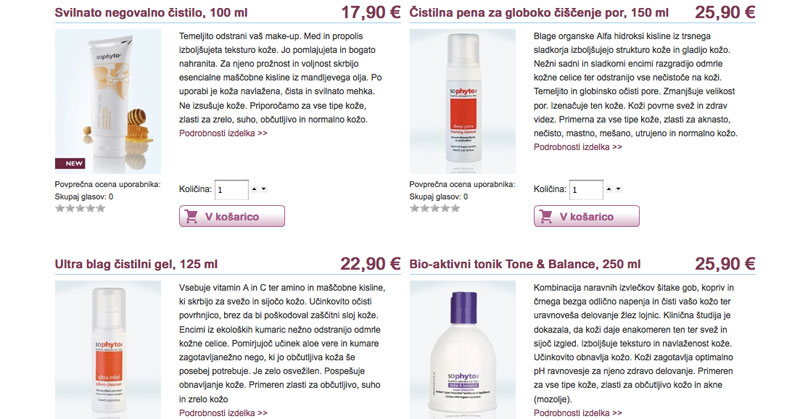 Svilnato negovalno čistilo, 100 ml 17,90 €
sophyto
NEW
Temeljito odstrani vaš make-up. Med in propolis
izboljšujeta teksturo kože. Jo pomlajujeta in bogato
nahranita. Za njeno prožnost in voljnost skrbijo
esencialne maščobne kisline iz mandljevega olja. Po
uporabi je koža navlažena, čista in svilnato mehka.
Ne izsušuje kože. Priporočamo za vse tipe kože,
zlasti za zrelo, suho, občutljivo in normalno kožo.
Podrobnosti izdelka >>
Povprečna ocena uporabnika:
Skupaj glasov: 0
Količina: 1
V košarico
Čistilna pena za globoko čiščenje por, 150 ml 25,90 €
sophyto
deep pore
foaming cleanser
Blage organske Alfa hidroksi kisline iz trsnega
sladkorja izboljšujejo strukturo kože in gladijo kožo.
Nežni sadni in sladkorni encimi razgradijo odmrle
kožne celice ter odstranijo vse nečistoče na koži.
Temeljito in globinsko očisti pore. Zmanjšuje velikost
por. Izenačuje ten kože. Koži povrne svež in zdrav
videz. Primerna za vse tipe kože, zlasti za aknasto,
nečisto, mastno, mešano, utrujeno in normalno kožo.
Podrobnosti izdelka >>
Povprečna ocena uporabnika:
Skupaj glasov: 0
Količina: 1
V košarico
Ultra blag čistilni gel, 125 ml 22,90 €
sophyto
ultra mild
Vsebuje vitamin A in C ter amino in maščobne kisline,
ki skrbijo za svežo in sijočo kožo. Učinkovito očisti
povrhnjico, brez da bi poškodoval zaščitni sloj kože.
Encimi iz ekoloških kumaric nežno odstranijo odmrle
kožne celice. Pomirjujoč učinek aloe vere in kumare
zagotavljanežno nego, ki jo občutljiva koža še
posebej potrebuje. Je zelo osvežilen. Pospešuje
obnavljanje kože. Primeren zlasti za občutljivo, suho
in zrelo kožo
Podrobnosti izdelka >>
Bio-aktivni tonik Tone & Balance, 250 ml 25,90 €
sophyto
Kombinacija naravnih izvlečkov šitake gob, kopriv in
črnega bezga odlično napenja in čisti vašo kožo ter
uravnoveša delovanje žlez lojnic. Klinična študija je
dokazala, da koži daje enakomeren ten ter svež in
sijoč izgled. Izboljšuje teksturo in navlaženost kože.
Učinkovito obnavlja kožo. Koži zagotavlja optimalno
pH ravnovesje za njeno zdravo delovanje. Primeren
za vse tipe kože, zlasti za občutljivo kožo in akne
(mozolje).
Podrobnosti izdelka >>